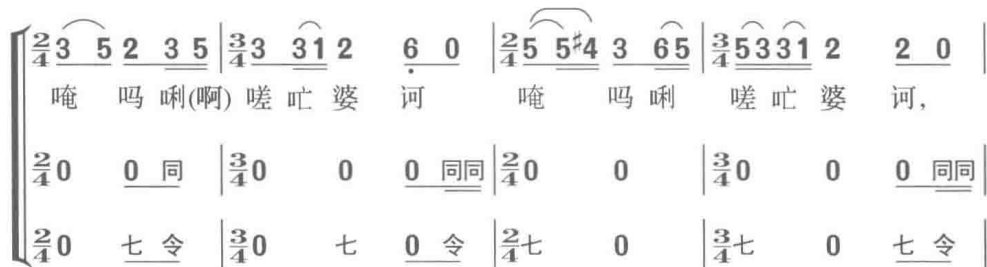 2/4 3 5 2 3 5 | 3/4 3 3 1 2 6 0 | 2/4 5 5 #4 3 6 5 | 3/4 5 3 3 1 2 2 0 |
唵 吗 唎(啊) 嗟 咜 婆 诃 唵 吗 唎 嗟 咜 婆 诃,
2/4 0 0 同 | 3/4 0 0 0 同同 | 2/4 0 0 | 3/4 0 0 0 同同 |
2/4 0 七 令 | 3/4 0 七 0 令 | 2/4 七 0 | 3/4 七 0 七 令 |